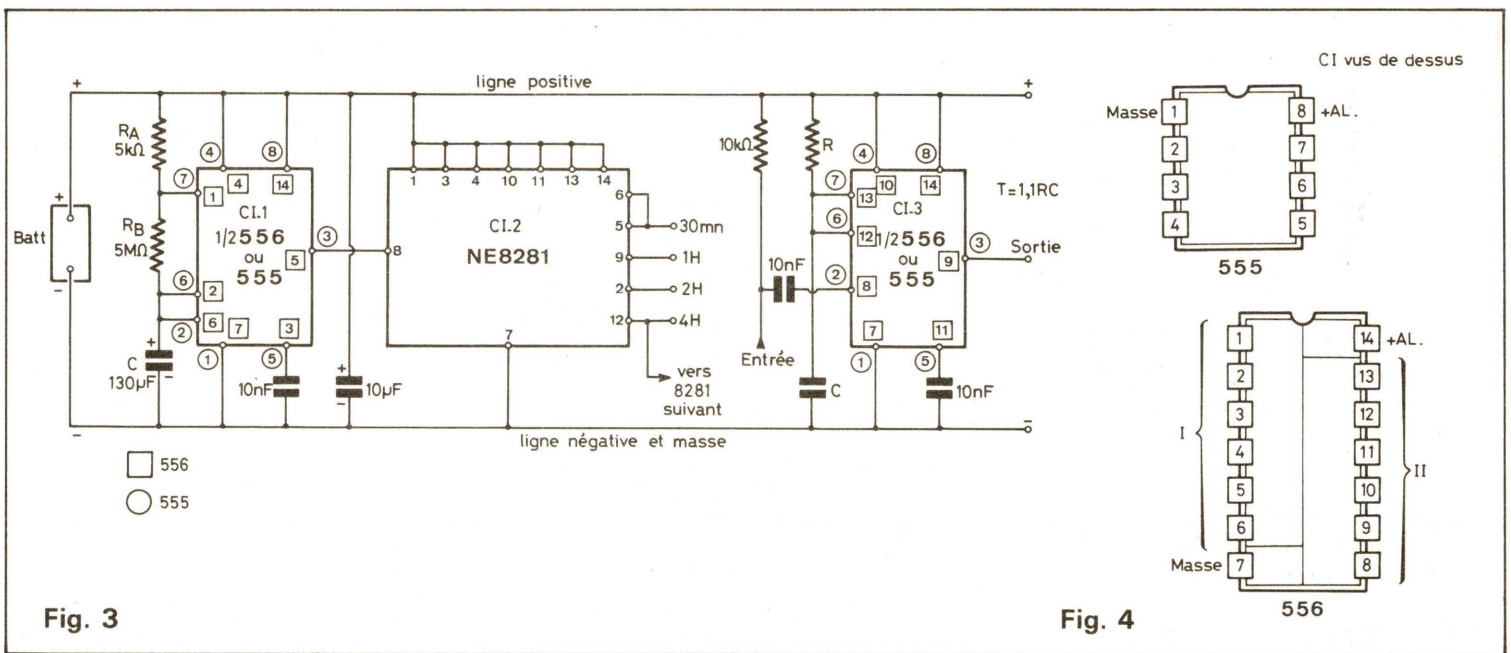 ligne positive
+
+
RA
5kΩ
④ ⑧
4 14
⑦
1
CI.1
1/2 556
ou
555
RB
5MΩ
⑥
2
②
6
7
3
5
③
①
⑤
+
C
130µF
−
10nF
+
10µF
−
+
Batt
−
−
1 3 4 10 11 13 14
CI.2
NE8281
8
7
6
5 30mn
9 1H
2 2H
12 4H
vers
8281
suivant
ligne négative et masse
10kΩ
R
10nF
Entrée
C
④ ⑧
10 14
⑦
13
CI.3
⑥
12
1/2 556
ou
555
②
8
7
11
9
③
①
⑤
10nF
T=1,1RC
Sortie
−
□ 556
○ 555
Fig. 3
CI vus de dessus
Masse 1 8 +AL.
2 7
3 6
4 5
555
1 14 +AL.
2 13
3 12
I 4 11 II
5 10
6 9
Masse 7 8
556
Fig. 4